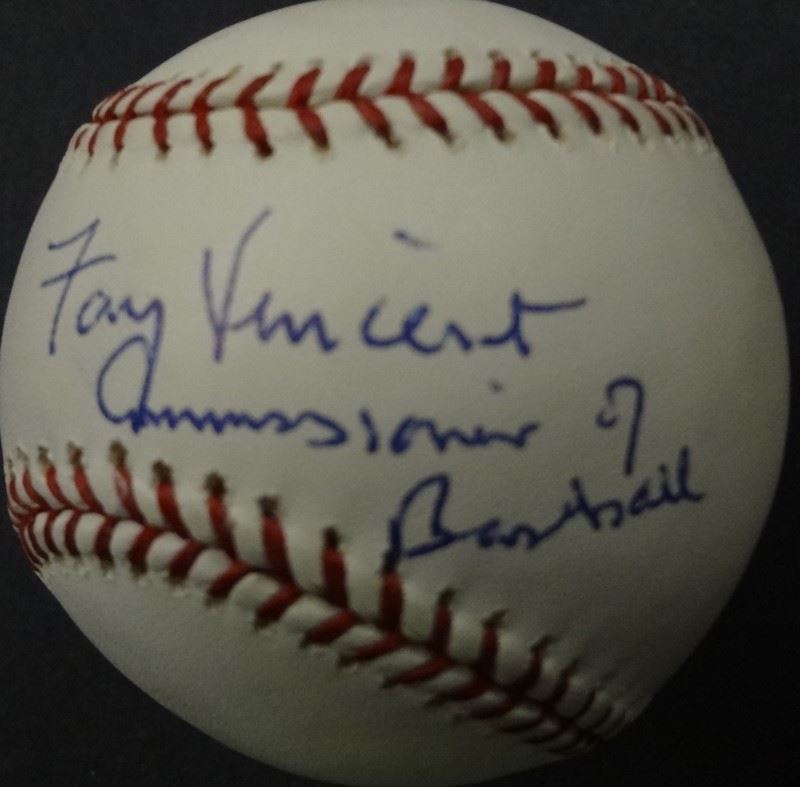 Fay Vincent
Commissioner of
Baseball